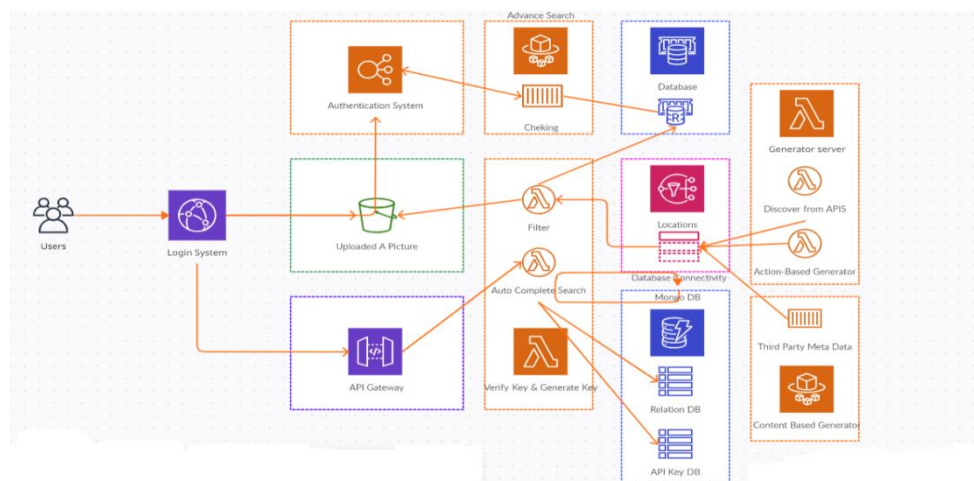 Advance Search
Authentication System
Cheking
Database
R
Generator server
Discover from APIS
Action-Based Generator
Users
Login System
Uploaded A Picture
Filter
Locations
Database Connectivity
Auto Complete Search
Mongo DB
API Gateway
</>
Verify Key & Generate Key
Relation DB
API Key DB
Third Party Meta Data
Content Based Generator